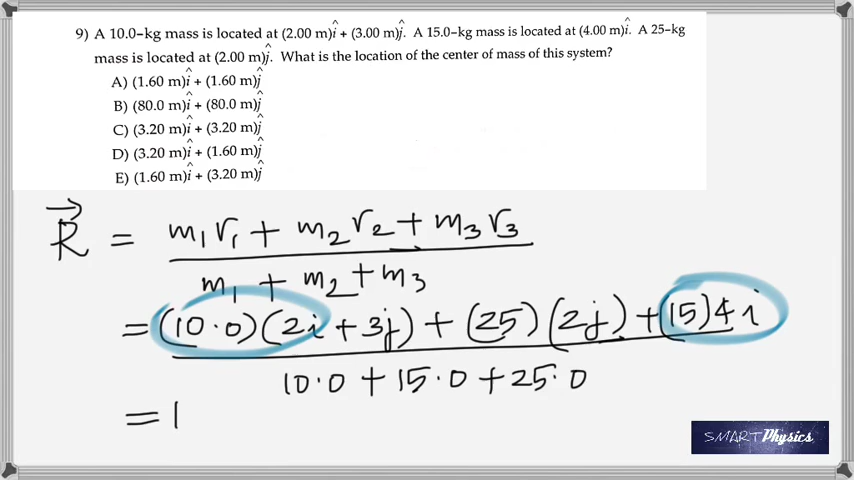 9) A 10.0-kg mass is located at (2.00 m)î + (3.00 m)ĵ. A 15.0-kg mass is located at (4.00 m)î. A 25-kg
mass is located at (2.00 m)ĵ. What is the location of the center of mass of this system?
A) (1.60 m)î + (1.60 m)ĵ
B) (80.0 m)î + (80.0 m)ĵ
C) (3.20 m)î + (3.20 m)ĵ
D) (3.20 m)î + (1.60 m)ĵ
E) (1.60 m)î + (3.20 m)ĵ
R⃗ = m₁r₁ + m₂r₂ + m₃r₃
m₁ + m₂ + m₃
= (10.0)(2i + 3j) + (25)(2j) + (15)4i
10.0 + 15.0 + 25.0
= 1
SMART Physics